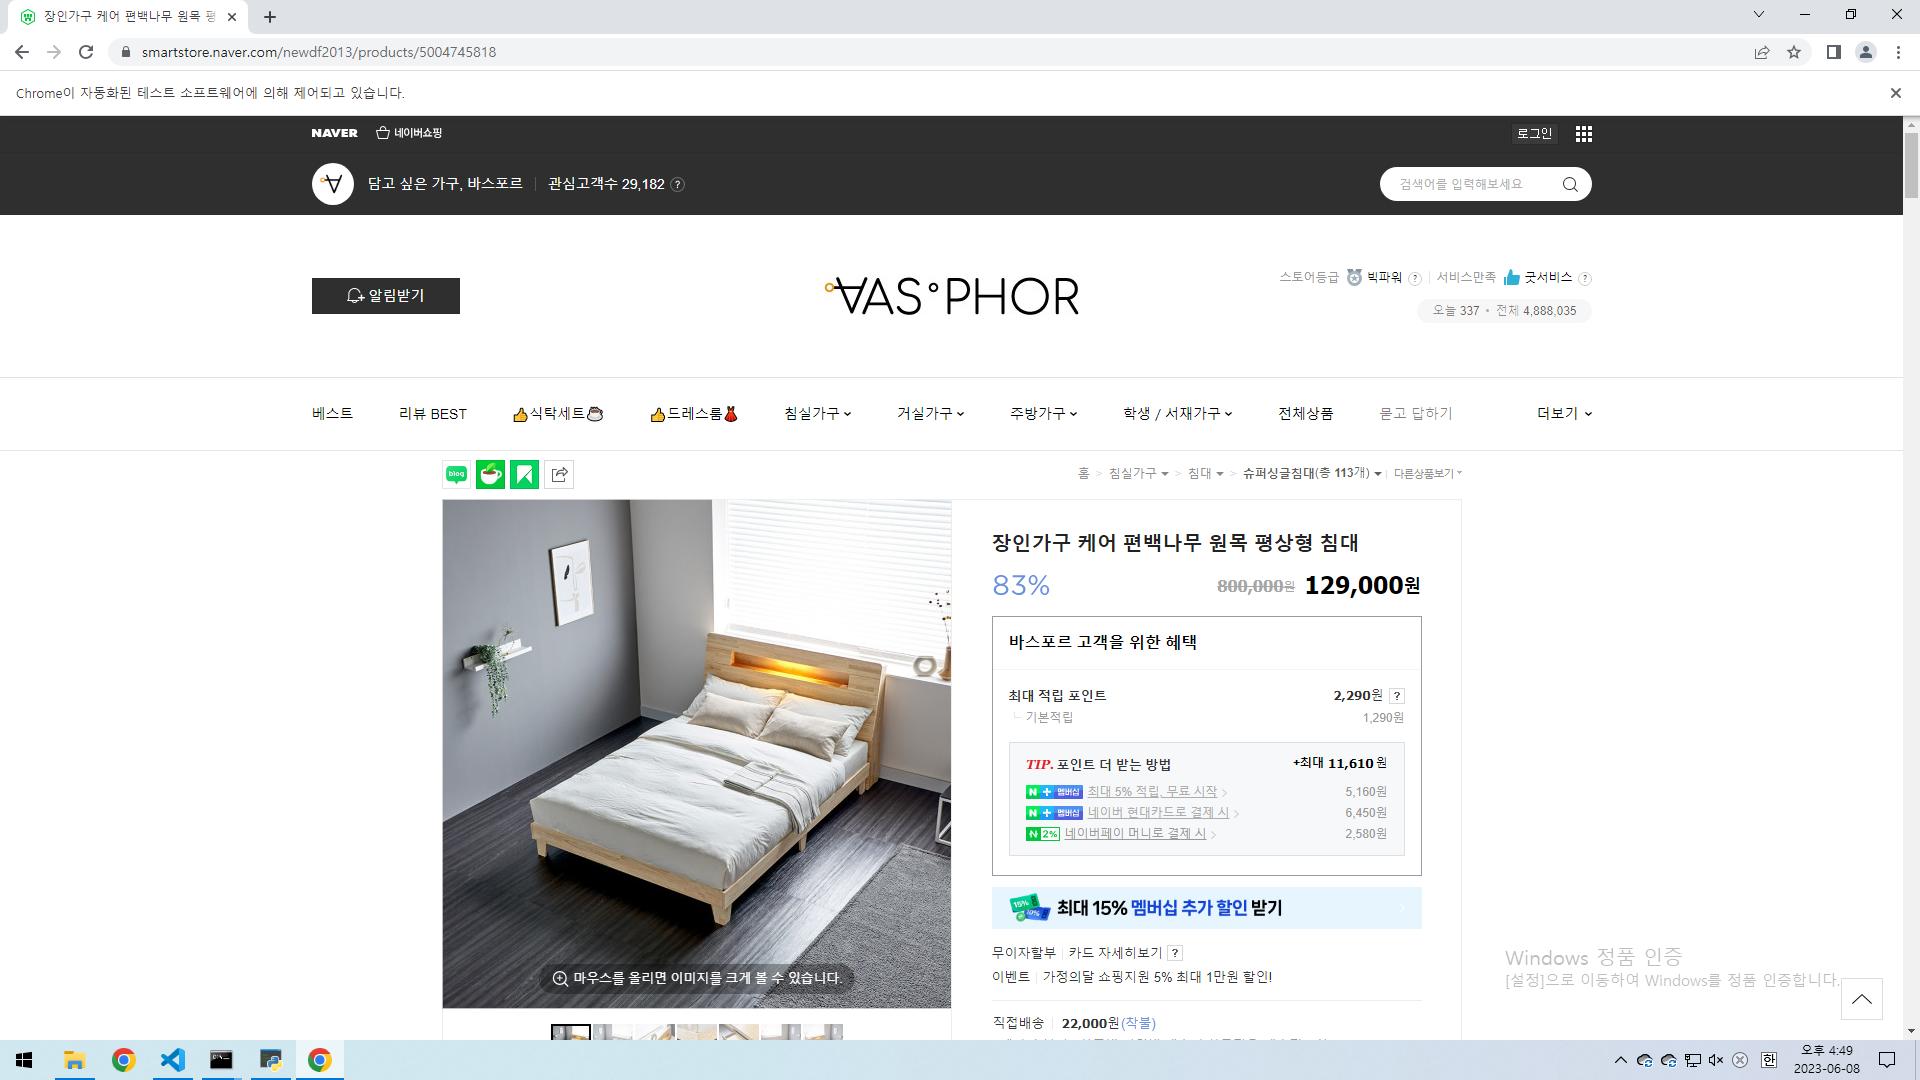 장인가구 케어 편백나무 원목 평
smartstore.naver.com/newdf2013/products/5004745818
Chrome이 자동화된 테스트 소프트웨어에 의해 제어되고 있습니다.
NAVER 네이버쇼핑
로그인
담고 싶은 가구, 바스포르 관심고객수 29,182 ?
검색어를 입력해보세요
알림받기
VAS°PHOR
스토어등급 빅파워 ? 서비스만족 굿서비스 ?
오늘 337 • 전체 4,888,035
베스트 리뷰 BEST 👍식탁세트☕ 👍드레스룸💃 침실가구 거실가구 주방가구 학생 / 서재가구 전체상품 묻고 답하기 더보기
blog
홈 > 침실가구 > 침대 > 슈퍼싱글침대(총 113개) 다른상품보기
장인가구 케어 편백나무 원목 평상형 침대
83% 800,000원 129,000원
바스포르 고객을 위한 혜택
최대 적립 포인트 2,290원 ?
기본적립 1,290원
TIP. 포인트 더 받는 방법 +최대 11,610 원
N + 멤버십 최대 5% 적립, 무료 시작 > 5,160원
N + 멤버십 네이버 현대카드로 결제 시 > 6,450원
N 2% 네이버페이 머니로 결제 시 > 2,580원
15% 10% 최대 15% 멤버십 추가 할인 받기
무이자할부 카드 자세히보기 ?
이벤트 가정의달 쇼핑지원 5% 최대 1만원 할인!
마우스를 올리면 이미지를 크게 볼 수 있습니다.
직접배송 22,000원(착불)
Windows 정품 인증
[설정]으로 이동하여 Windows를 정품 인증합니다.
한
오후 4:49
2023-06-08